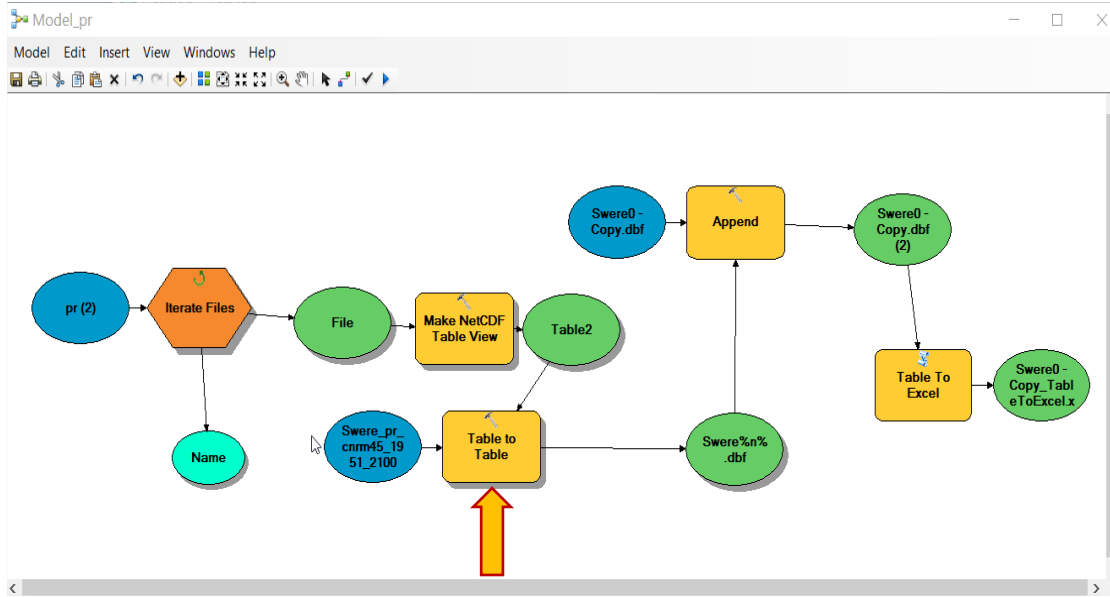 Model_pr
Model Edit Insert View Windows Help
Swere0 -
Copy.dbf
Append
Swere0 -
Copy.dbf
(2)
pr (2)
Iterate Files
File
Make NetCDF
Table View
Table2
Table To
Excel
Swere0 -
Copy_Tabl
eToExcel.x
Name
Swere_pr_
cnrm45_19
51_2100
Table to
Table
Swere%n%
.dbf